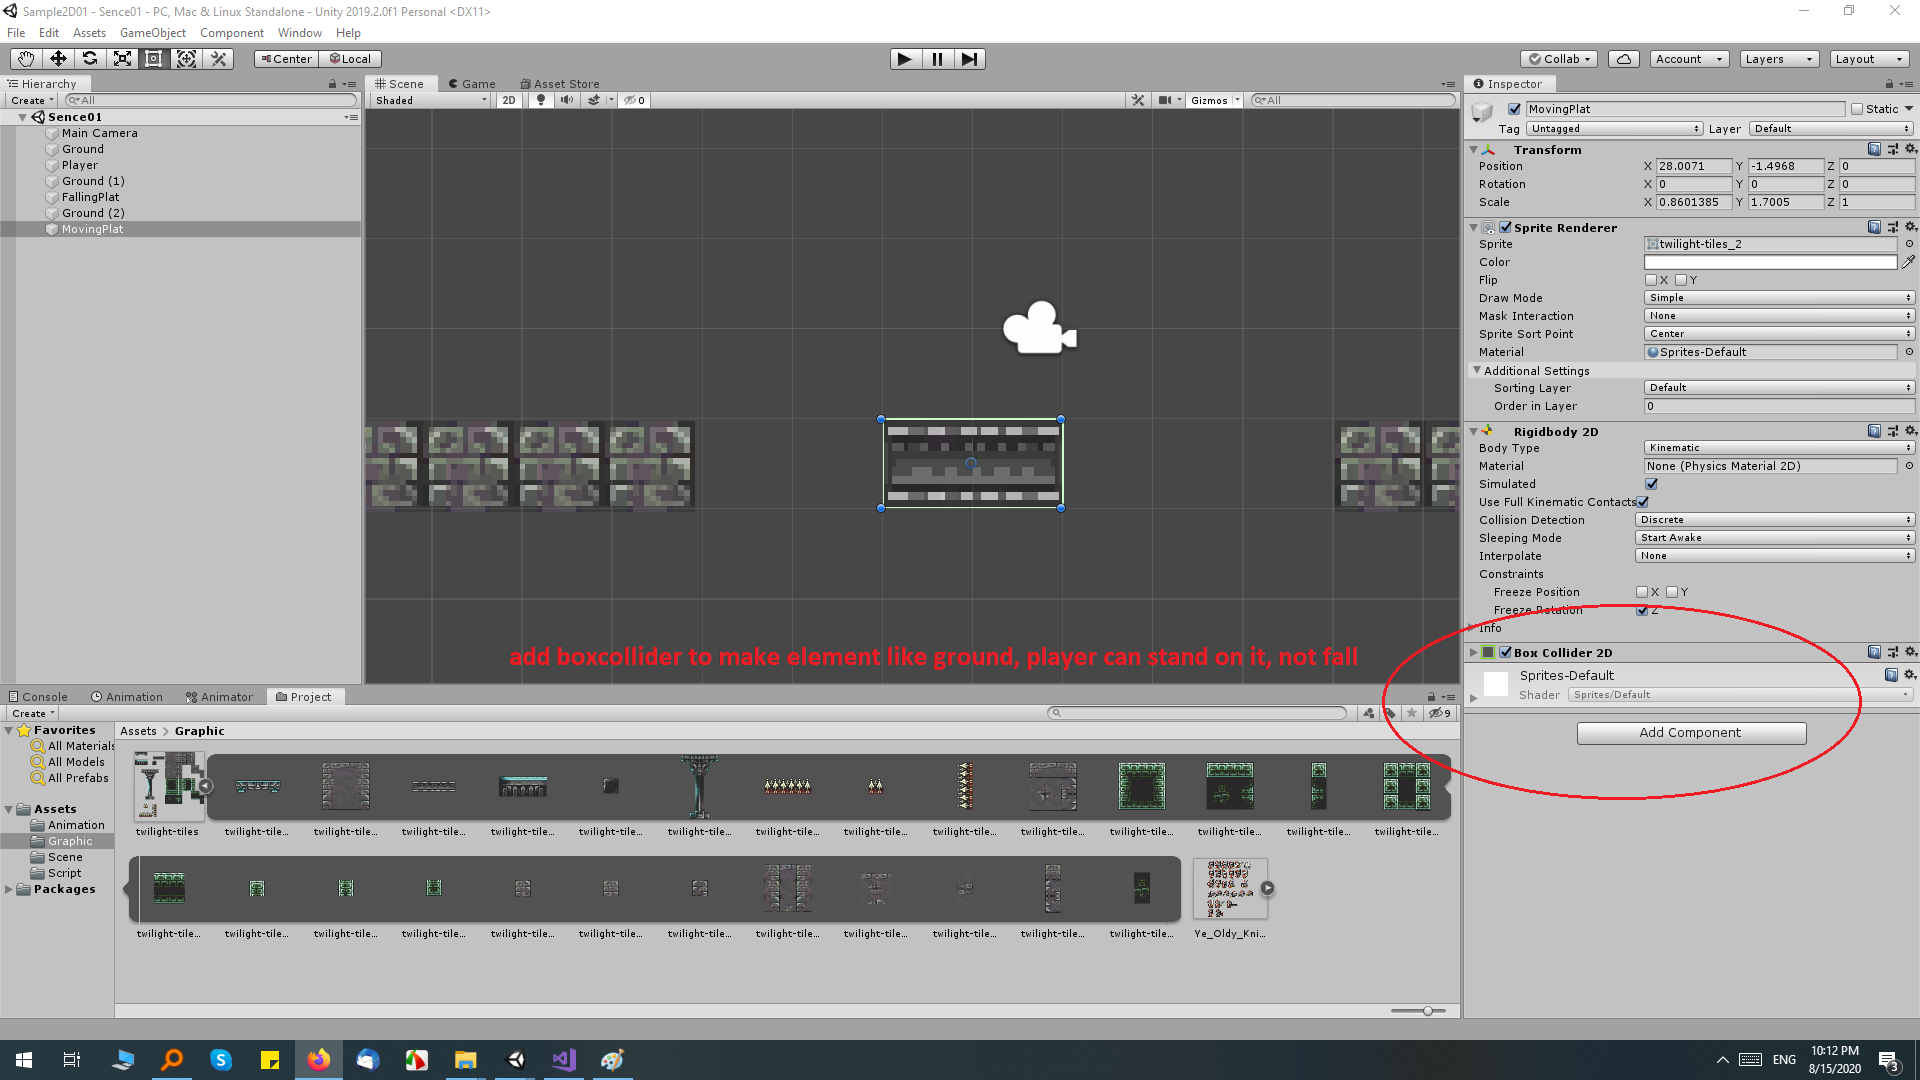 Sample2D01 - Sence01 - PC, Mac & Linux Standalone - Unity 2019.2.0f1 Personal <DX11>
File Edit Assets GameObject Component Window Help
Center Local
Collab Account Layers Layout
Hierarchy
Create All
Sence01
Main Camera
Ground
Player
Ground (1)
FallingPlat
Ground (2)
MovingPlat
Scene Game Asset Store
Shaded 2D 0 Gizmos All
add boxcollider to make element like ground, player can stand on it, not fall
Inspector
MovingPlat Static
Tag Untagged Layer Default
Transform
Position X 28.0071 Y -1.4968 Z 0
Rotation X 0 Y 0 Z 0
Scale X 0.8601385 Y 1.7005 Z 1
Sprite Renderer
Sprite twilight-tiles_2
Color
Flip X Y
Draw Mode Simple
Mask Interaction None
Sprite Sort Point Center
Material Sprites-Default
Additional Settings
Sorting Layer Default
Order in Layer 0
Rigidbody 2D
Body Type Kinematic
Material None (Physics Material 2D)
Simulated
Use Full Kinematic Contacts
Collision Detection Discrete
Sleeping Mode Start Awake
Interpolate None
Constraints
Freeze Position X Y
Freeze Rotation Z
Info
Box Collider 2D
Sprites-Default
Shader Sprites/Default
Add Component
Console Animation Animator Project
Create 9
Favorites
All Materials
All Models
All Prefabs
Assets
Animation
Graphic
Scene
Script
Packages
Assets Graphic
twilight-tiles twilight-tile... twilight-tile... twilight-tile... twilight-tile... twilight-tile... twilight-tile... twilight-tile... twilight-tile... twilight-tile... twilight-tile... twilight-tile... twilight-tile... twilight-tile... twilight-tile...
twilight-tile... twilight-tile... twilight-tile... twilight-tile... twilight-tile... twilight-tile... twilight-tile... twilight-tile... twilight-tile... twilight-tile... twilight-tile... twilight-tile... Ye_Oldy_Kni...
ENG
10:12 PM
8/15/2020
3